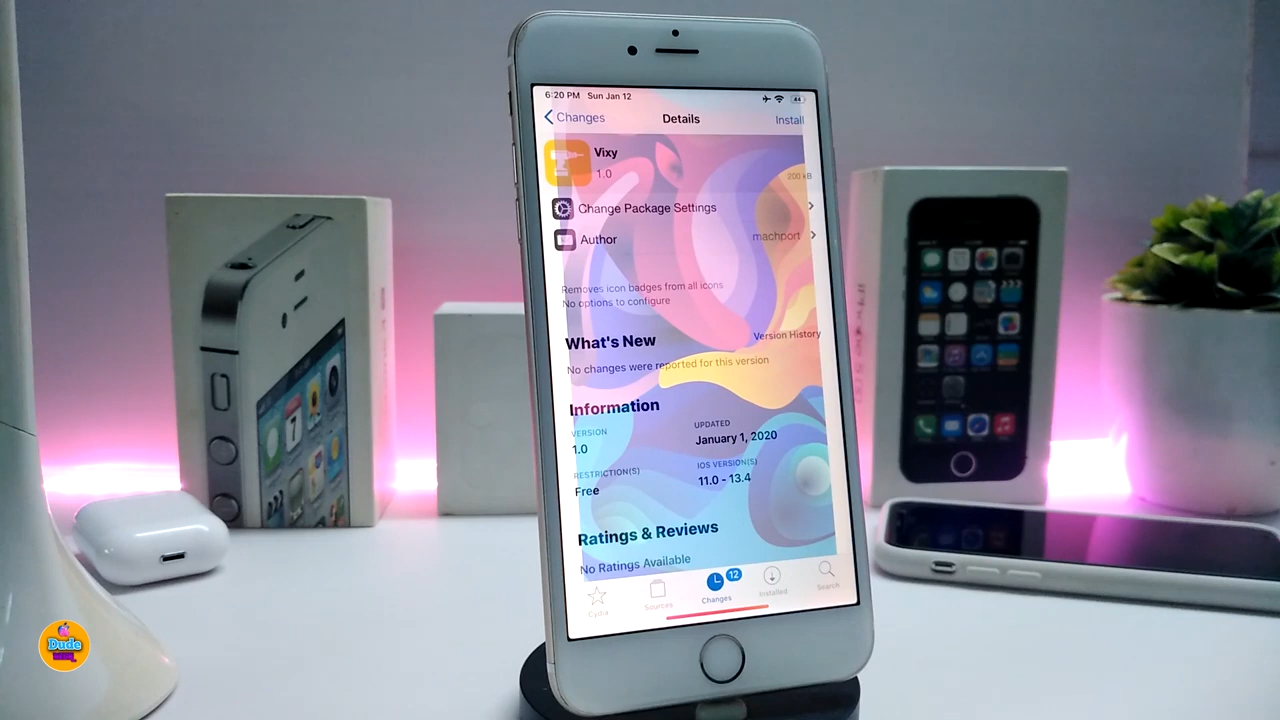 6:20 PM Sun Jan 12
44
Changes
Details
Install
Vixy
1.0
200 kB
Change Package Settings
Author
machport
Removes icon badges from all icons
No options to configure
What's New
Version History
No changes were reported for this version
Information
VERSION
1.0
UPDATED
January 1, 2020
RESTRICTION(S)
Free
IOS VERSION(S)
11.0 - 13.4
Ratings & Reviews
No Ratings Available
Cydia
Sources
Changes
12
Installed
Search
7
Dude